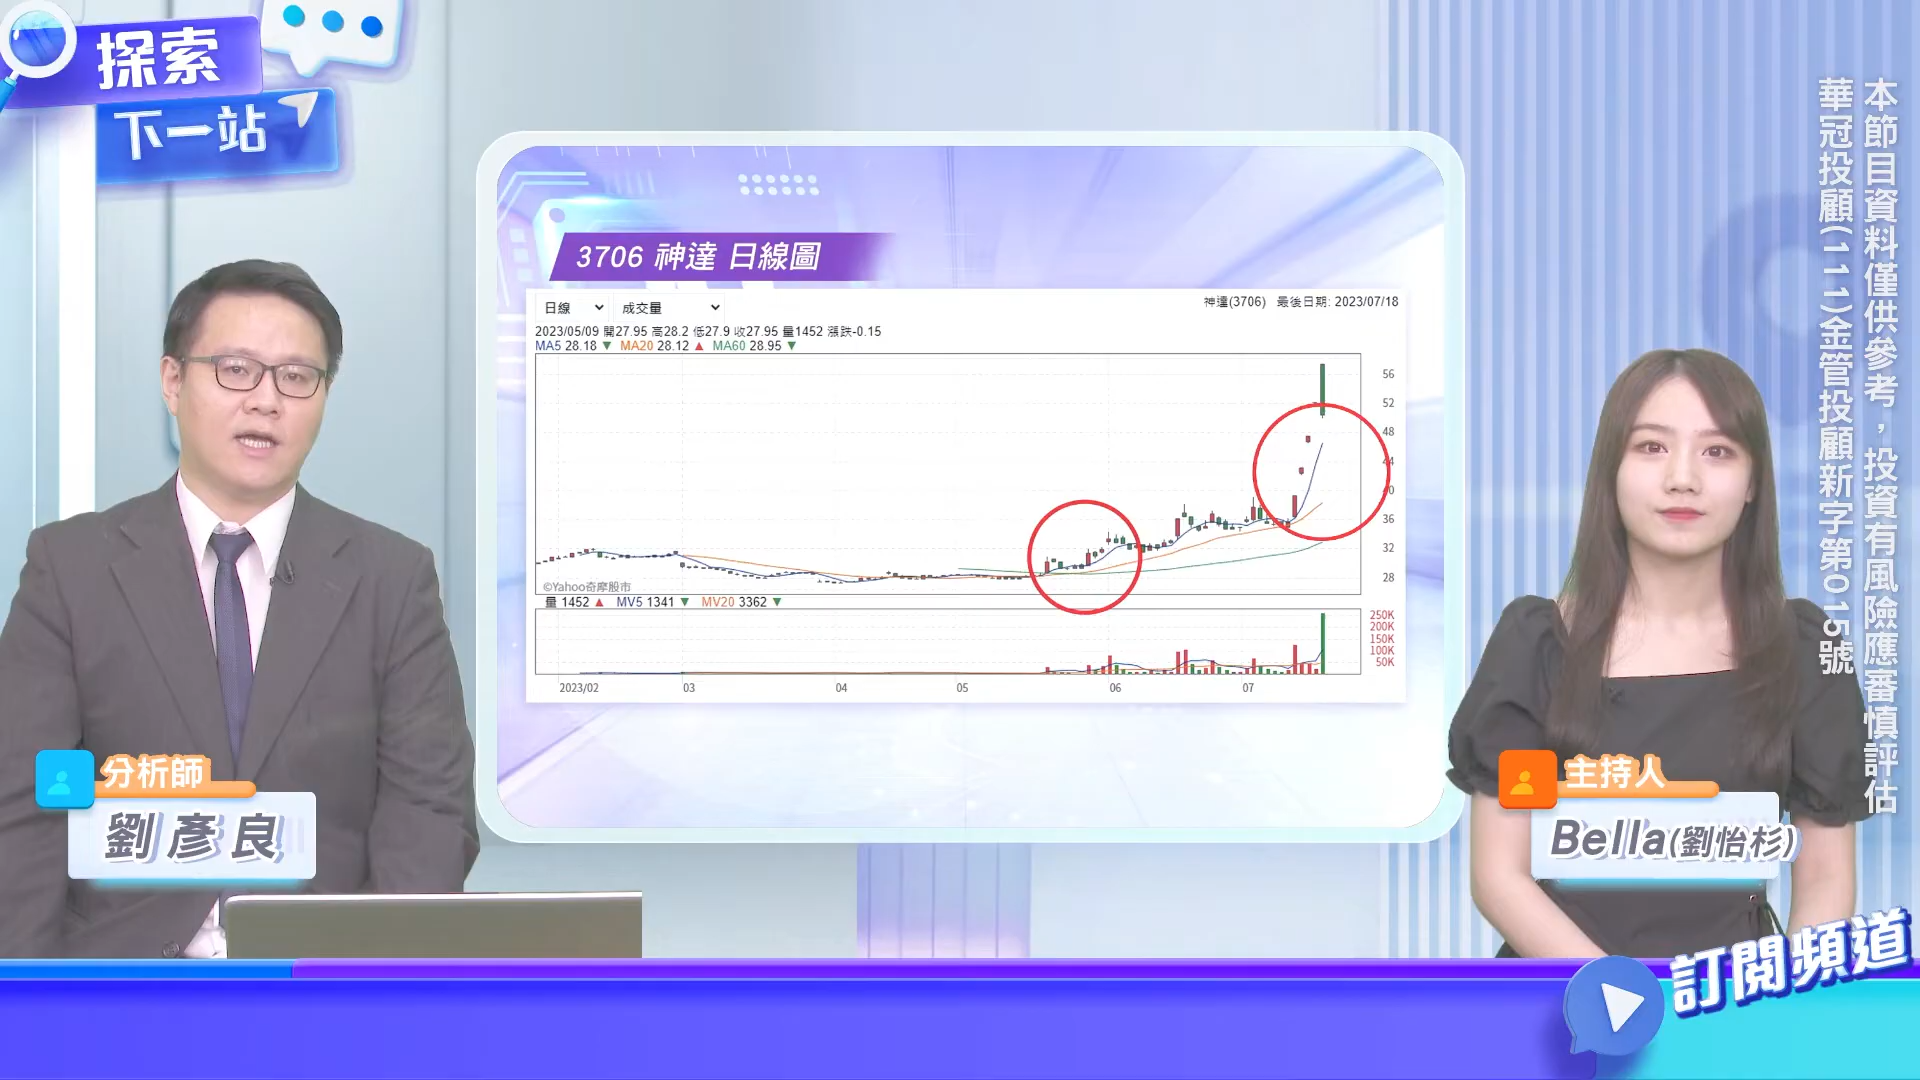 探索
下一站
3706 神達 日線圖
日線 成交量
神達(3706) 最後日期: 2023/07/18
2023/05/09 開27.95 高28.2 低27.9 收27.95 量1452 漲跌-0.15
MA5 28.18 ▼ MA20 28.12 ▲ MA60 28.95 ▼
56
52
48
44
40
36
32
28
©Yahoo奇摩股市
量 1452 ▲ MV5 1341 ▼ MV20 3362 ▼
250K
200K
150K
100K
50K
2023/02 03 04 05 06 07
本節目資料僅供參考，投資有風險應審慎評估
華冠投顧(111)金管投顧新字第015號
分析師
劉彥良
主持人
Bella(劉怡杉)
訂閱頻道